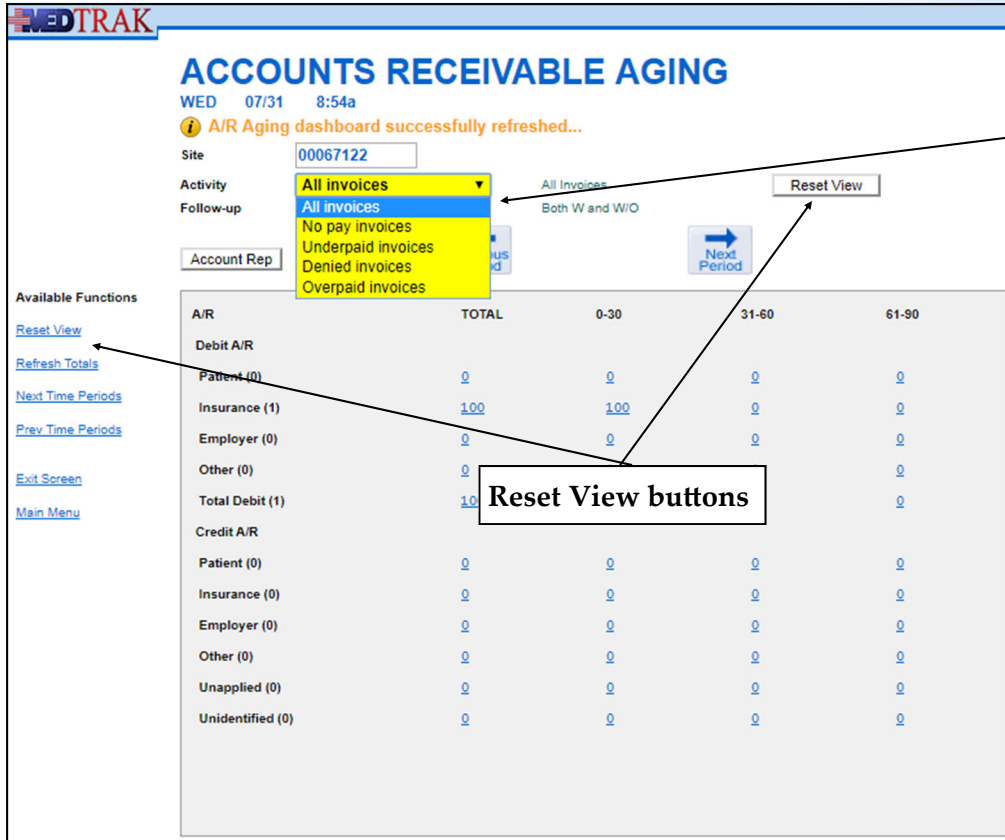 MEDTRAK
ACCOUNTS RECEIVABLE AGING
WED 07/31 8:54a
i A/R Aging dashboard successfully refreshed...
Site 00067122
Activity All invoices ▼ All Invoices Reset View
Follow-up All invoices Both W and W/O
No pay invoices
Underpaid invoices
Denied invoices
Overpaid invoices
Account Rep Next
Period
Available Functions
Reset View
Refresh Totals
Next Time Periods
Prev Time Periods
Exit Screen
Main Menu
A/R TOTAL 0-30 31-60 61-90
Debit A/R
Patient (0) 0 0 0 0
Insurance (1) 100 100 0 0
Employer (0) 0 0 0 0
Other (0) 0 0
Total Debit (1) 0
Reset View buttons
Credit A/R
Patient (0) 0 0 0 0
Insurance (0) 0 0 0 0
Employer (0) 0 0 0 0
Other (0) 0 0 0 0
Unapplied (0) 0 0 0 0
Unidentified (0) 0 0 0 0